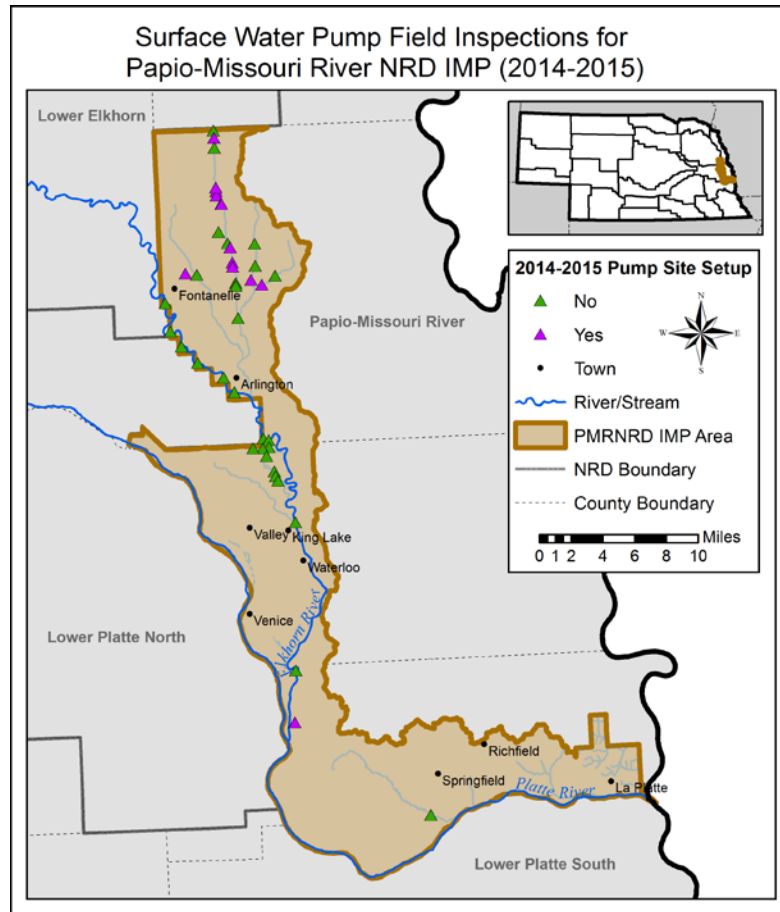 Surface Water Pump Field Inspections for
Papio-Missouri River NRD IMP (2014-2015)
Lower Elkhorn
Fontanelle
Papio-Missouri River
Arlington
Valley
King Lake
Waterloo
Venice
Elkhorn River
Lower Platte North
Richfield
Springfield
La Platte
Platte River
Lower Platte South
2014-2015 Pump Site Setup
No
Yes
Town
River/Stream
PMRNRD IMP Area
NRD Boundary
County Boundary
N
W
E
S
Miles
0 1 2 4 6 8 10